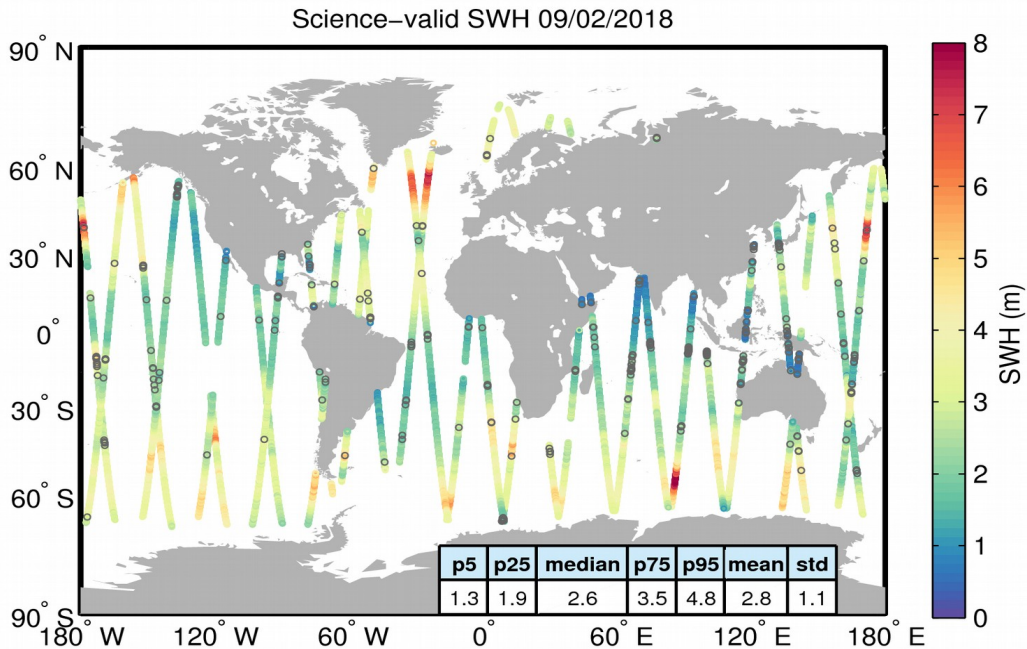 Science−valid SWH 09/02/2018
90° N
60° N
30° N
0°
30° S
60° S
90° S
180° W
120° W
60° W
0°
60° E
120° E
180° E
p5 p25 median p75 p95 mean std
1.3 1.9 2.6 3.5 4.8 2.8 1.1
8
7
6
5
4
3
2
1
0
SWH (m)